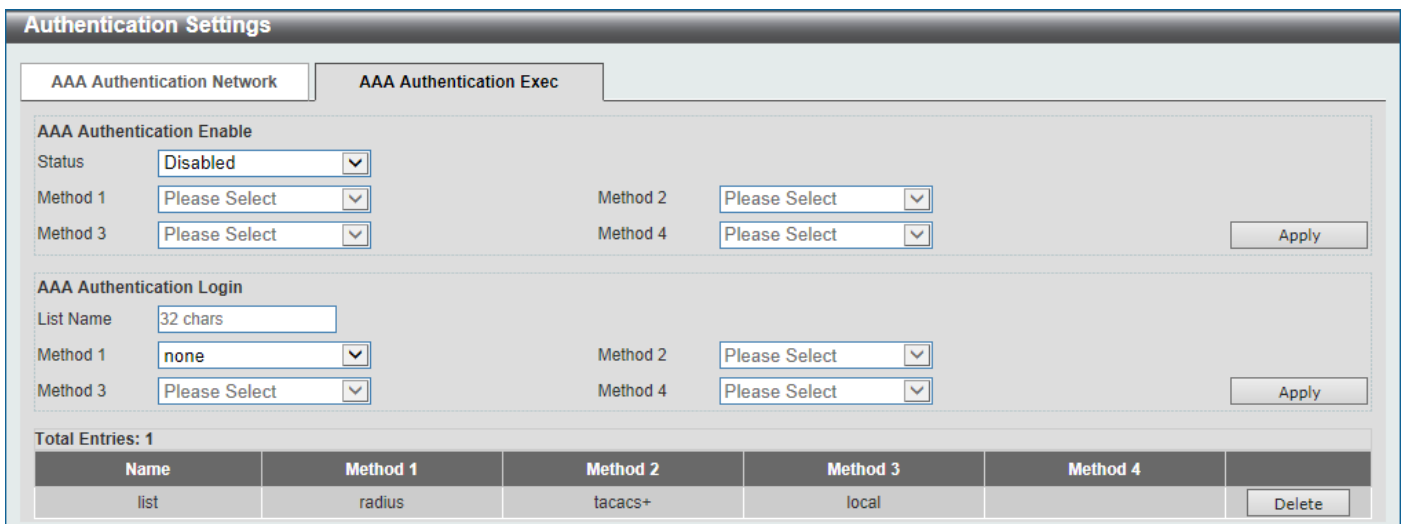 Authentication Settings
AAA Authentication Network AAA Authentication Exec
AAA Authentication Enable
Status Disabled
Method 1 Please Select Method 2 Please Select
Method 3 Please Select Method 4 Please Select Apply
AAA Authentication Login
List Name 32 chars
Method 1 none Method 2 Please Select
Method 3 Please Select Method 4 Please Select Apply
Total Entries: 1
Name Method 1 Method 2 Method 3 Method 4
list radius tacacs+ local Delete